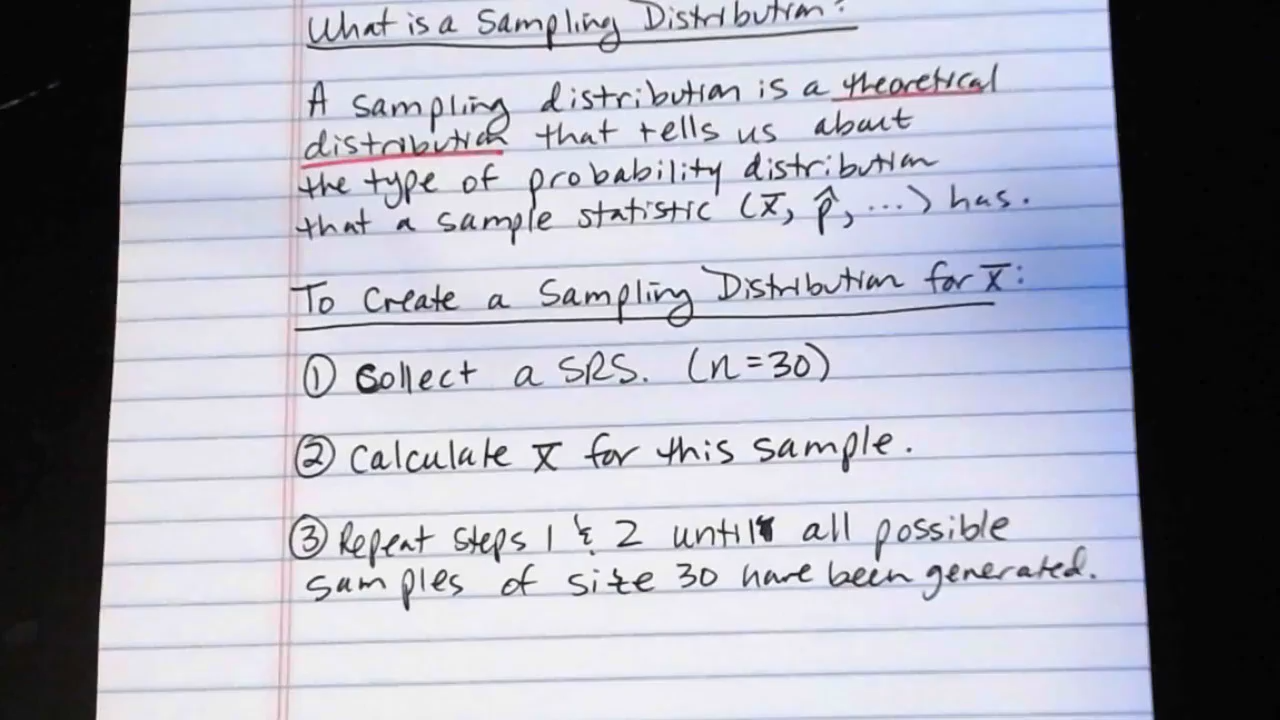 What is a Sampling Distribution?
A sampling distribution is a theoretical
distribution that tells us about
the type of probability distribution
that a sample statistic (x̄, p̂, ...) has.
To Create a Sampling Distribution for x̄:
① Collect a SRS. (n=30)
② Calculate x̄ for this sample.
③ Repeat steps 1 & 2 until all possible
samples of size 30 have been generated.